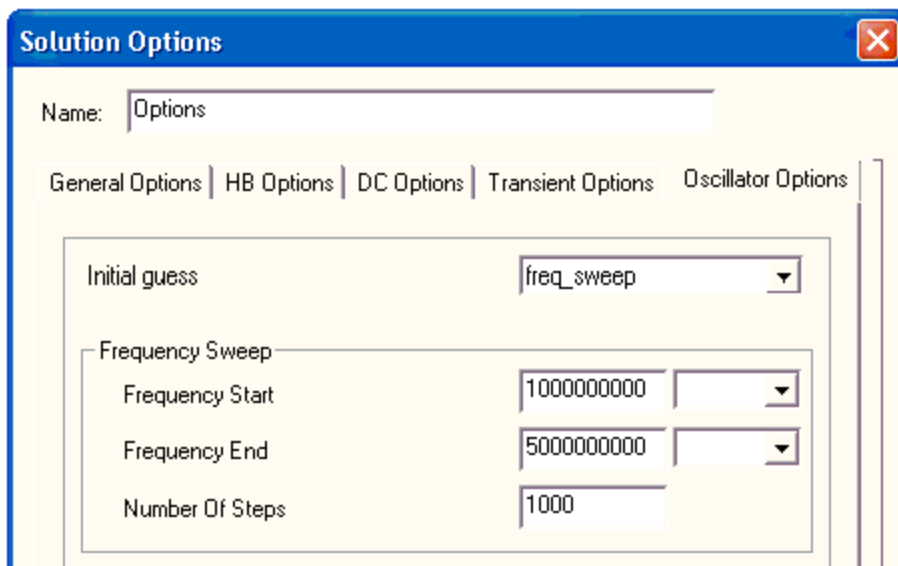 Solution Options
Name: Options
General Options HB Options DC Options Transient Options Oscillator Options
Initial guess freq_sweep
Frequency Sweep
Frequency Start 1000000000
Frequency End 5000000000
Number Of Steps 1000